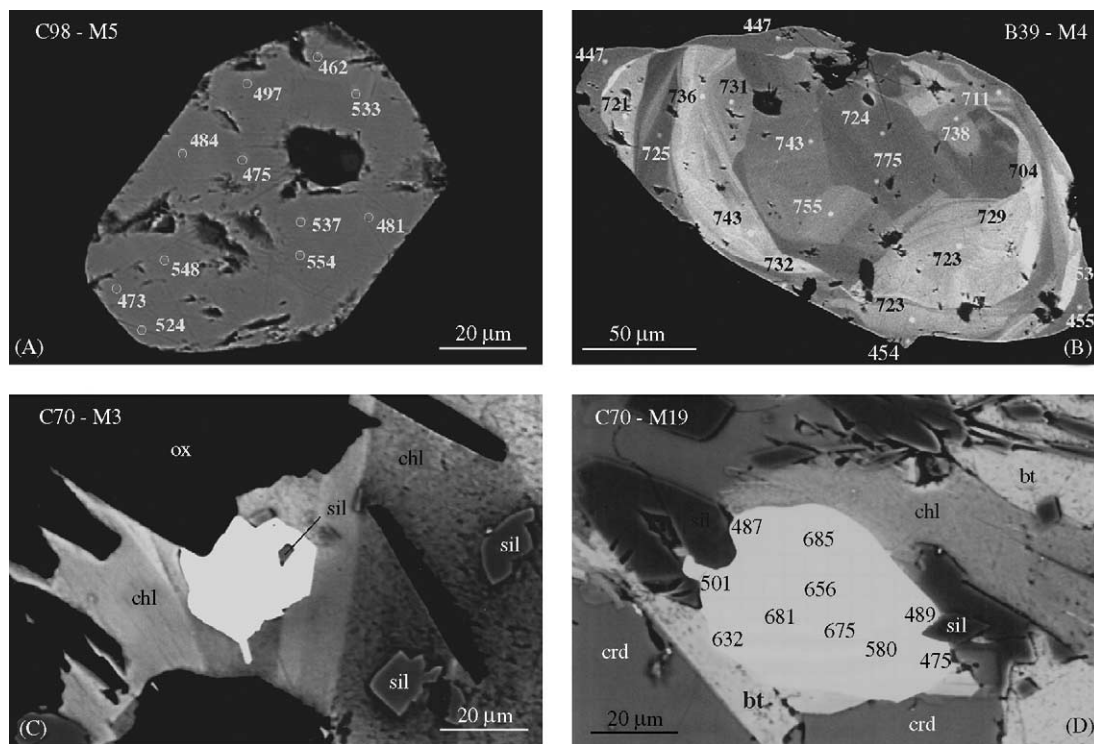 C98 - M5
462
497
533
484
475
537
481
554
548
473
524
20 µm
(A)
B39 - M4
447
447
721
736
731
724
711
738
743
725
775
704
755
743
729
732
723
723
53
455
454
50 µm
(B)
C70 - M3
ox
chl
sil
sil
chl
sil
20 µm
(C)
C70 - M19
bt
chl
sil
487
685
501
656
681
489
632
675
sil
580
475
crd
bt
20 µm
crd
(D)